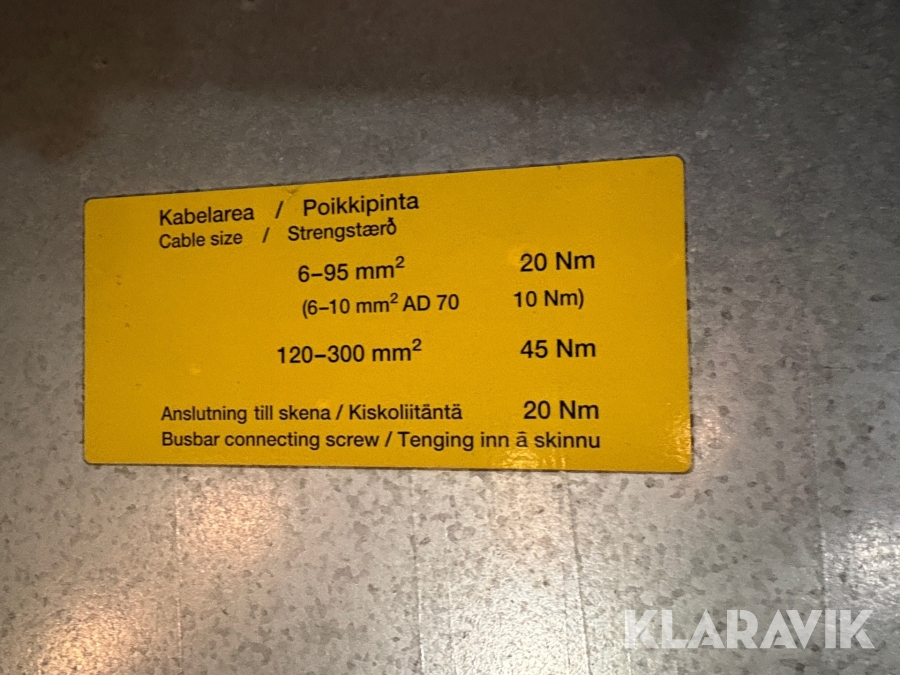 Kabelarea / Poikkipinta
Cable size / Strengstærð
6–95 mm² 20 Nm
(6–10 mm² AD 70 10 Nm)
120–300 mm² 45 Nm
Anslutning till skena / Kiskoliitäntä 20 Nm
Busbar connecting screw / Tenging inn á skinnu
KLARAVIK